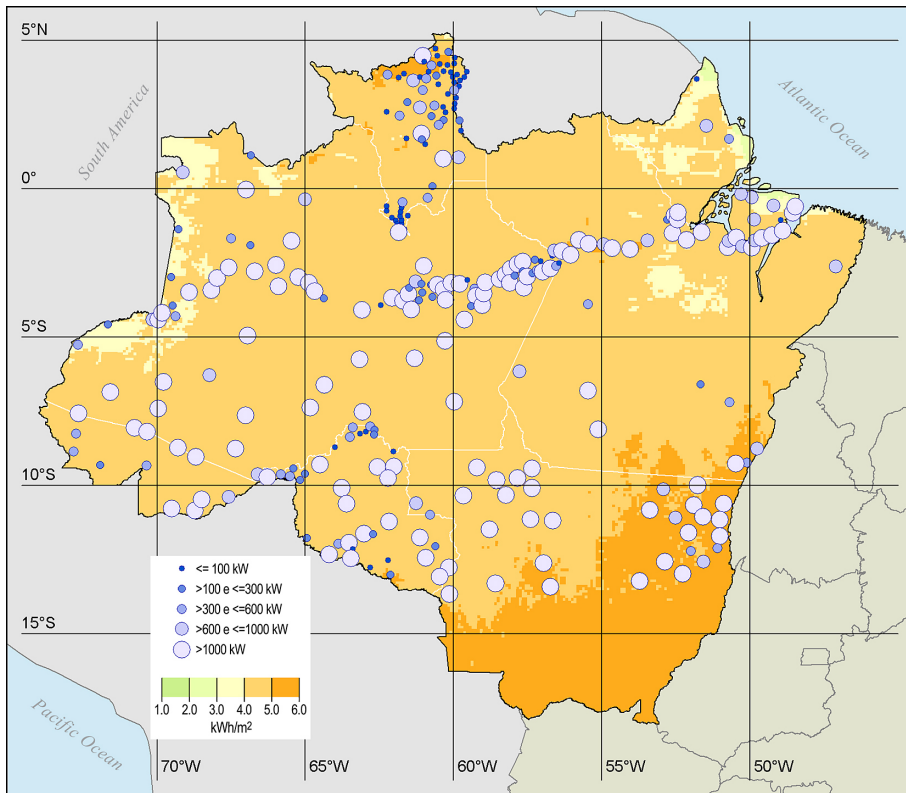 5°N
Atlantic Ocean
South America
0°
5°S
10°S
<= 100 kW
>100 e <=300 kW
>300 e <=600 kW
>600 e <=1000 kW
>1000 kW
15°S
1.0 2.0 3.0 4.0 5.0 6.0
kWh/m²
Pacific Ocean
70°W 65°W 60°W 55°W 50°W